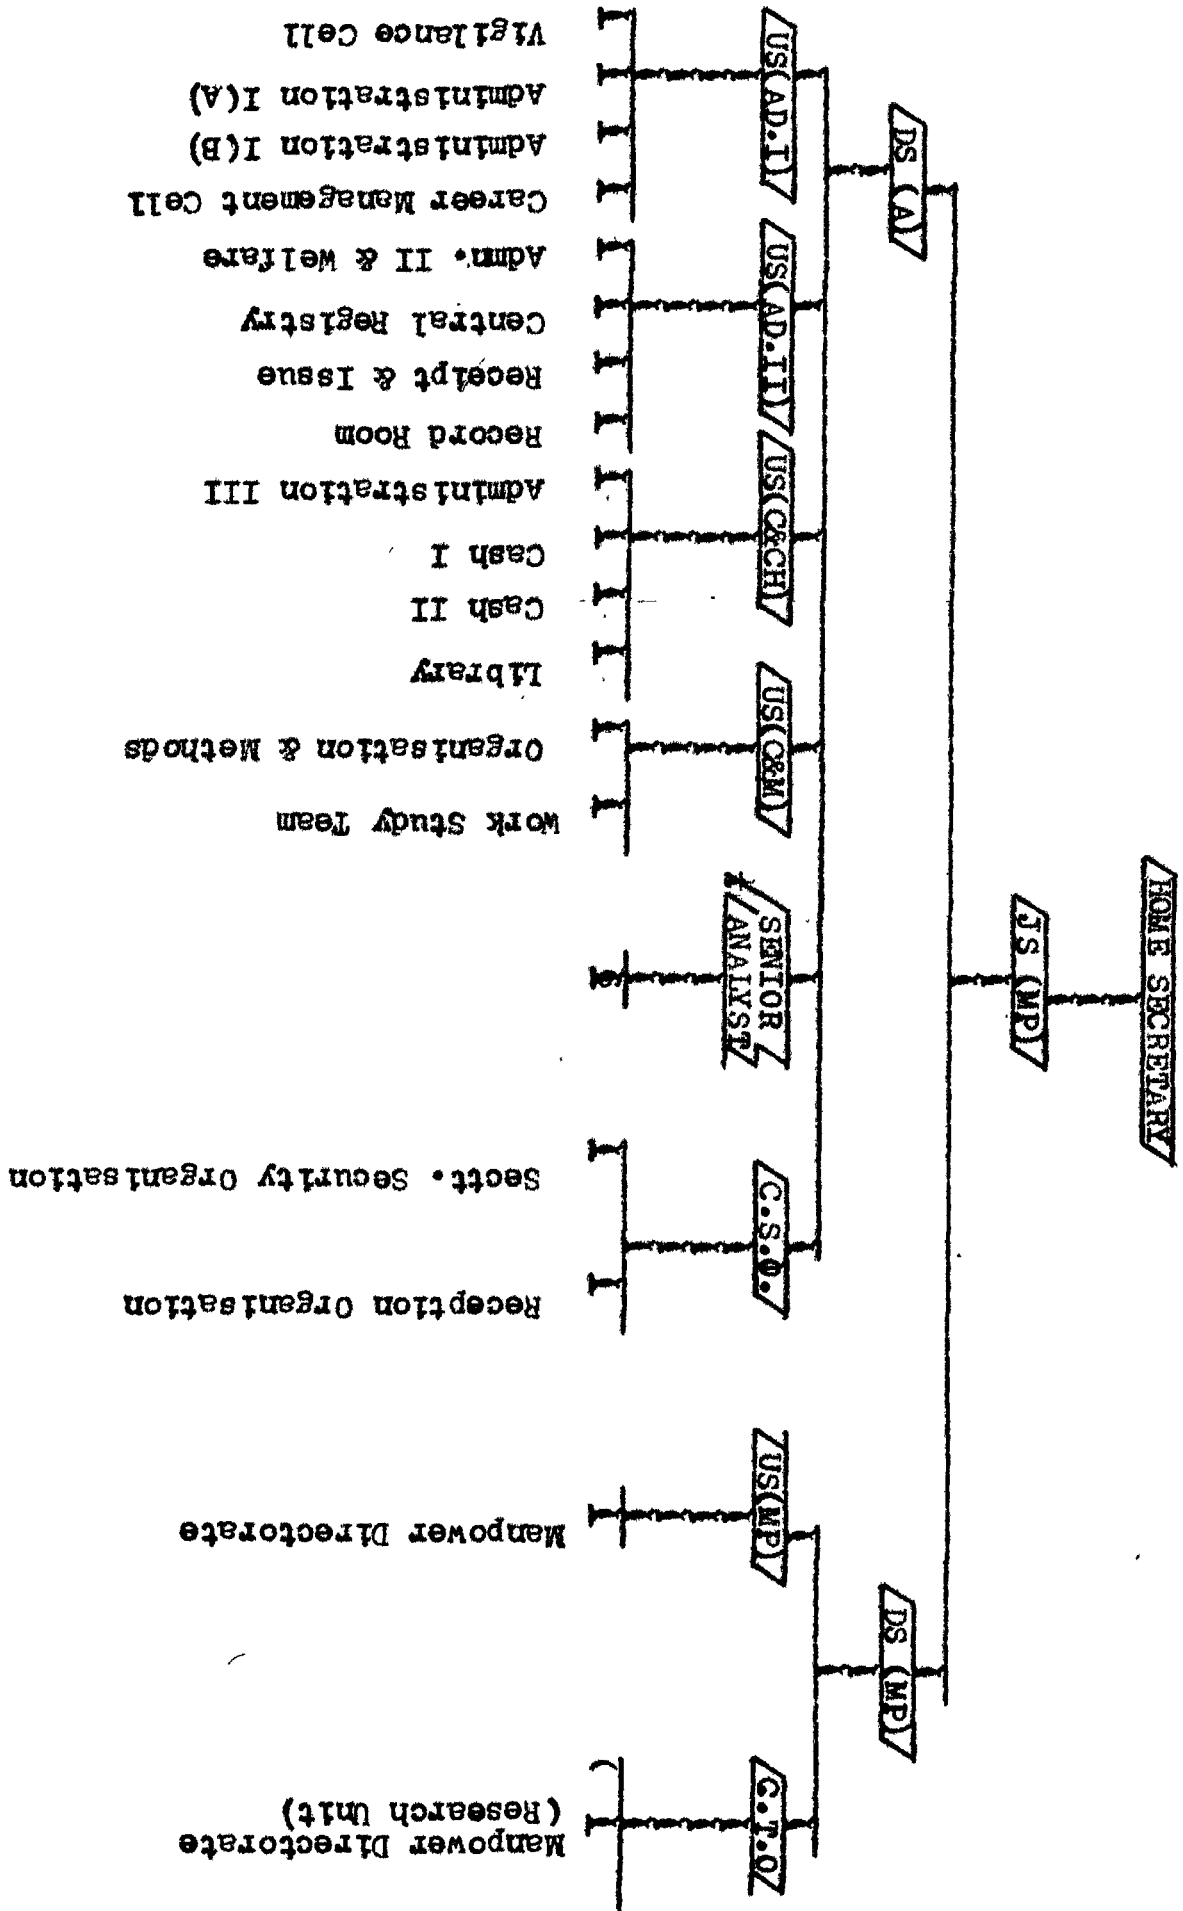 HOME SECRETARY
JS (MP)
DS (A)
DS (MP)
US(AD.I)
US(AD.II)
US(C&CH)
US(C&M)
SENIOR
ANALYST
C.S.O.
US(MP)
C.T.O
Vigilance Cell
Administration I(A)
Administration I(B)
Career Management Cell
Adm. II & Welfare
Central Registry
Receipt & Issue
Record Room
Administration III
Cash I
Cash II
Library
Organisation & Methods
Work Study Team
Sectt. Security Organisation
Reception Organisation
Manpower Directorate
Manpower Directorate
(Research Unit)